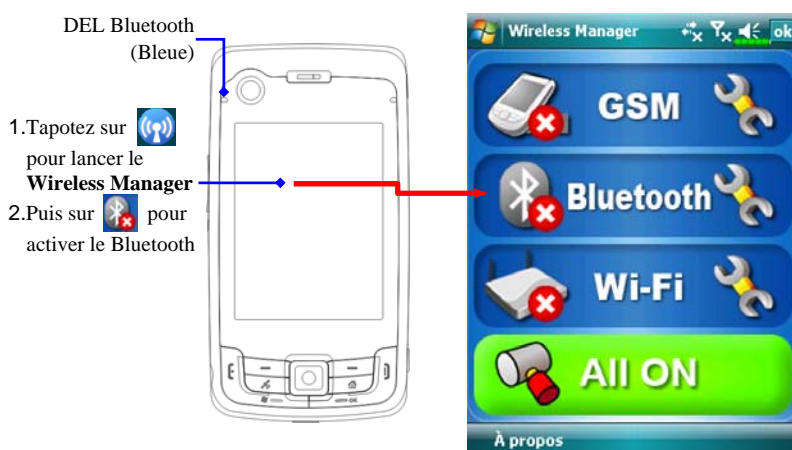 DEL Bluetooth
(Bleue)
1.Tapotez sur
pour lancer le
Wireless Manager
2.Puis sur pour
activer le Bluetooth
OK
Wireless Manager ok
GSM
Bluetooth
Wi-Fi
All ON
À propos